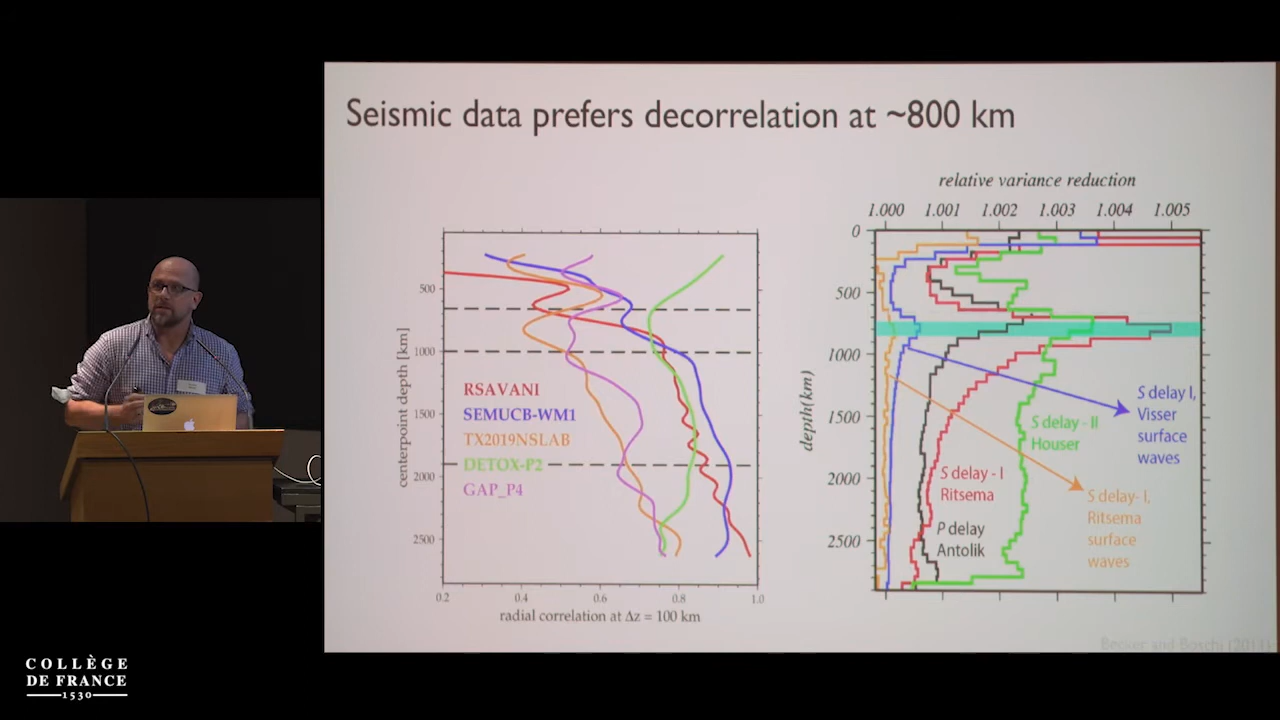 Seismic data prefers decorrelation at ~800 km
500
1000
1500
2000
2500
centerpoint depth [km]
RSAVANI
SEMUCB-WM1
TX2019NSLAB
DETOX-P2
GAP_P4
0.2 0.4 0.6 0.8 1.0
radial correlation at Δz = 100 km
relative variance reduction
1.000 1.001 1.002 1.003 1.004 1.005
0
500
1000
1500
2000
2500
depth(km)
S delay I,
Visser
surface
waves
S delay - II
Houser
S delay - I
Ritsema
S delay- I,
Ritsema
surface
waves
P delay
Antolik
Becker and Boschi (2011)
COLLÈGE
DE FRANCE
1530